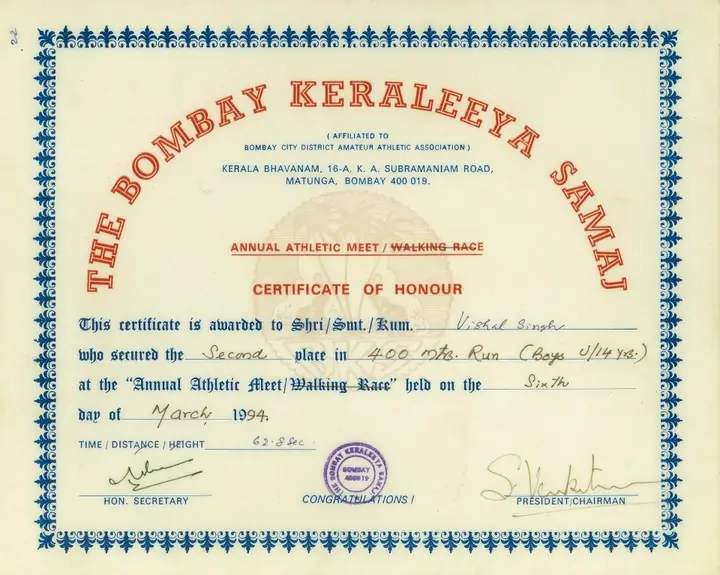 22
THE BOMBAY KERALEEYA SAMAJ
( AFFILIATED TO
BOMBAY CITY DISTRICT AMATEUR ATHLETIC ASSOCIATION )
KERALA BHAVANAM, 16-A, K. A. SUBRAMANIAM ROAD,
MATUNGA, BOMBAY 400 019.
ANNUAL ATHLETIC MEET / WALKING RACE
CERTIFICATE OF HONOUR
This certificate is awarded to Shri/Smt./Kum. Vishal Singh
who secured the Second place in 400 mts. Run (Boys U/14 yrs.)
at the "Annual Athletic Meet/Walking Race" held on the Sixth
day of March 1994.
TIME / DISTANCE / HEIGHT 62.8 sec.
THE BOMBAY KERALEEYA SAMAJ
BOMBAY
400019
HON. SECRETARY
CONGRATULATIONS !
PRESIDENT/CHAIRMAN